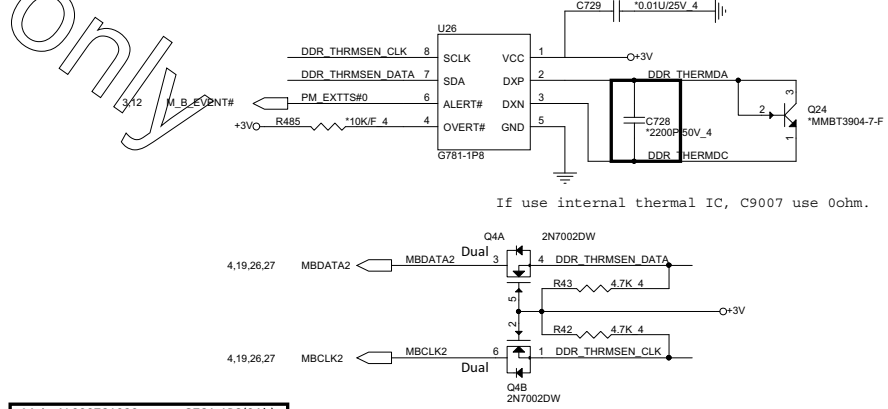 only
C729 *0.01U/25V_4
U26
DDR_THRMSEN_CLK 8 SCLK VCC 1 +3V
DDR_THRMSEN_DATA 7 SDA DXP 2 DDR_THERMDA
3,12 M_B_EVENT# PM_EXTTS#0 6 ALERT# DXN 3
+3V R485 *10K/F_4 4 OVERT# GND 5
G781-1P8
C728
*2200P/50V_4
DDR_THERMDC
3
2
1
Q24
*MMBT3904-7-F
If use internal thermal IC, C9007 use 0ohm.
Q4A 2N7002DW
Dual
4,19,26,27 MBDATA2 MBDATA2 3 4 DDR_THRMSEN_DATA
5
R43 4.7K_4
+3V
2
R42 4.7K_4
4,19,26,27 MBCLK2 MBCLK2 6 1 DDR_THRMSEN_CLK
Dual
Q4B
2N7002DW